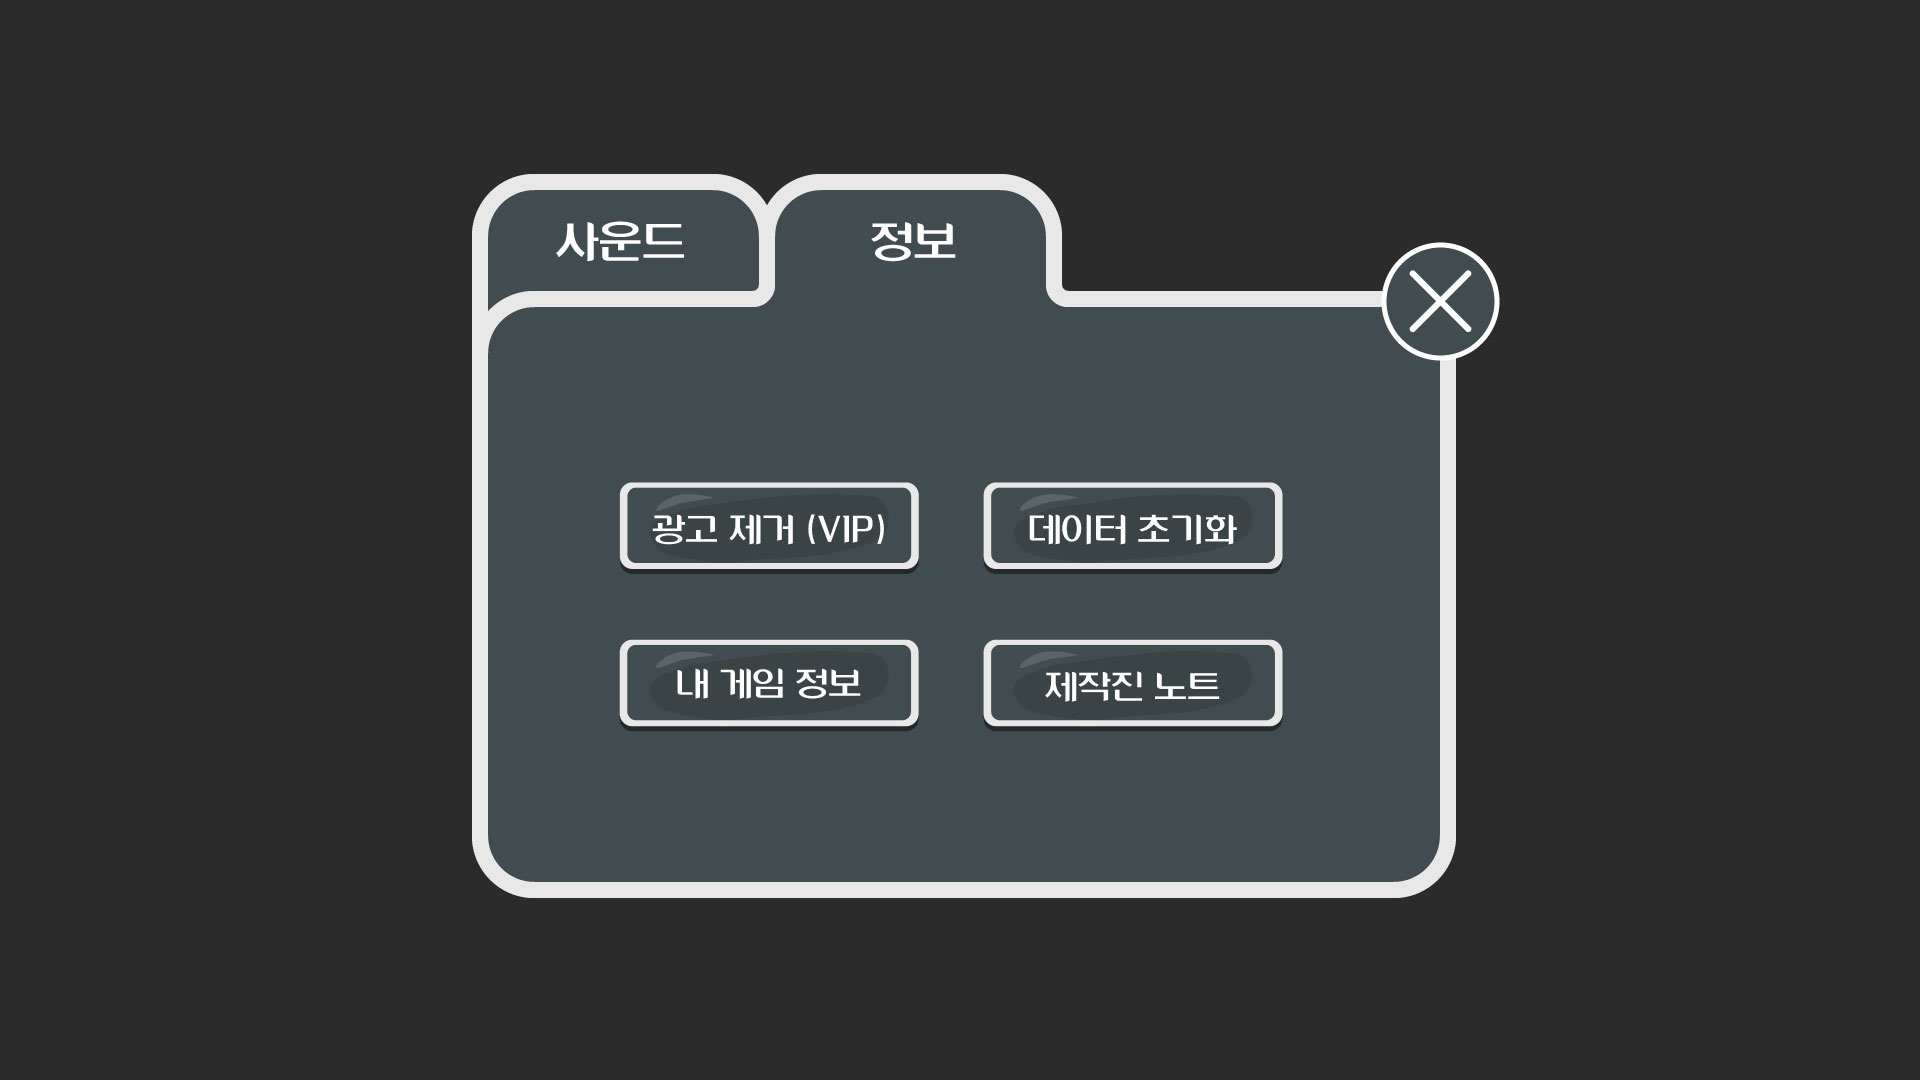 사운드 정보
광고 제거 (VIP) 데이터 초기화
내 게임 정보 제작진 노트